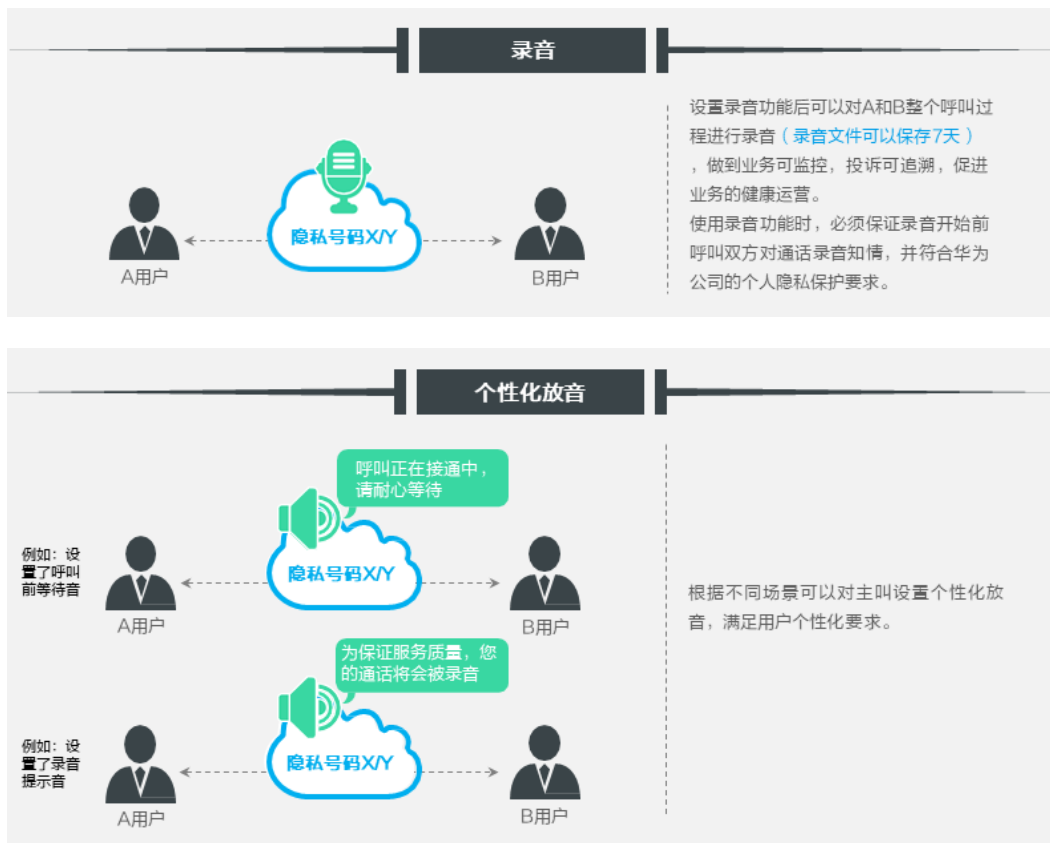 录音
设置录音功能后可以对A和B整个呼叫过
程进行录音（录音文件可以保存7天）
，做到业务可监控，投诉可追溯，促进
业务的健康运营。
使用录音功能时，必须保证录音开始前
呼叫双方对通话录音知情，并符合华为
公司的个人隐私保护要求。
隐私号码X/Y
A用户
B用户
个性化放音
呼叫正在接通中，
请耐心等待
例如：设
置了呼叫
前等待音
隐私号码X/Y
A用户
B用户
为保证服务质量，您
的通话将会被录音
例如：设
置了录音
提示音
隐私号码X/Y
A用户
B用户
根据不同场景可以对主叫设置个性化放
音，满足用户个性化要求。